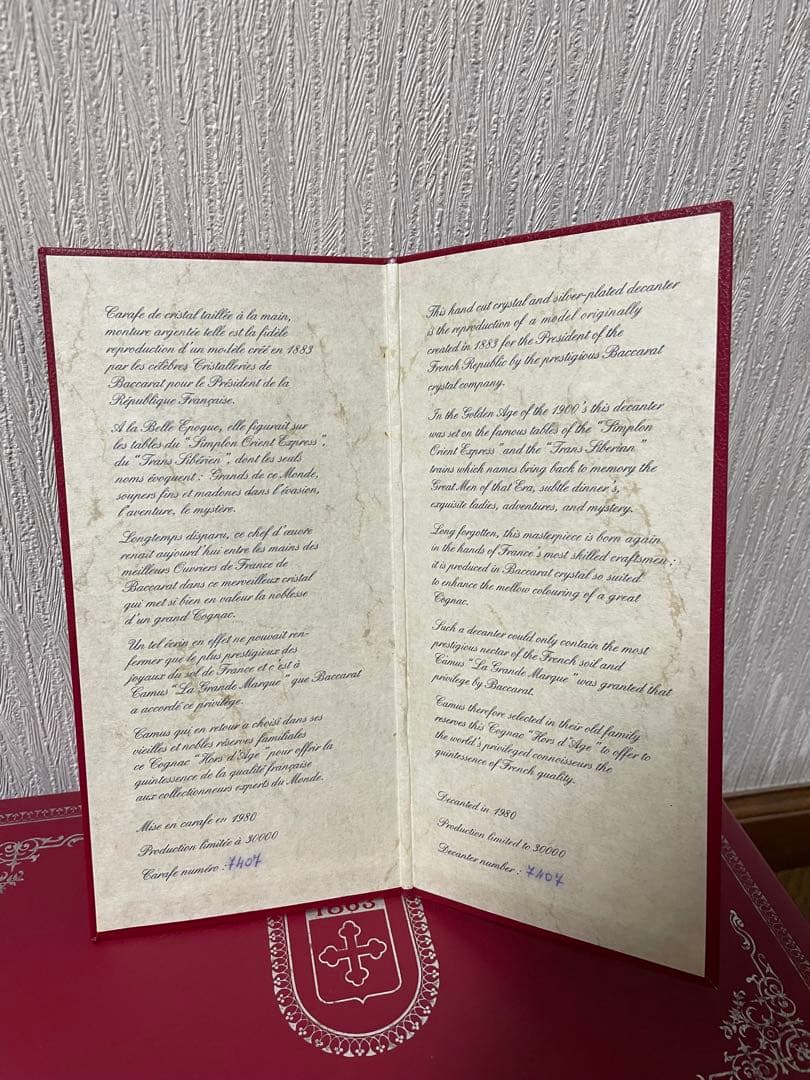 Carafe de cristal taillée à la main,
monture argentée telle est la fidèle
reproduction d'un modèle créé en 1883
par les célèbres Cristalleries de
Baccarat pour le Président de la
République Française.
A la Belle Epoque, elle figurait sur
les tables du "Simplon Orient Express",
du "Trans Sibérien", dont les seuls
noms évoquent : Grands de ce Monde,
soupers fins et madones dans l'évasion,
l'aventure, le mystère.
Longtemps disparu, ce chef d'œuvre
renait aujourd'hui entre les mains des
meilleurs Ouvriers de France de
Baccarat dans ce merveilleux cristal
qui met si bien en valeur la noblesse
d'un grand Cognac.
Un tel écrin en effet ne pouvait ren-
fermer que le plus prestigieux des
joyaux du sol de France et c'est à
Camus "La Grande Marque" que Baccarat
a accordé ce privilège.
Camus qui en retour a choisi dans ses
vieilles et nobles réserves familiales
ce Cognac "Hors d'Age" pour offrir la
quintessence de la qualité française
aux collectionneurs experts du Monde.
Mise en carafe en 1980
Production limitée à 30000
Carafe numéro : 7407
This hand cut crystal and silver-plated decanter
is the reproduction of a model originally
created in 1883 for the President of the
French Republic by the prestigious Baccarat
crystal company.
In the Golden Age of the 1900's this decanter
was set on the famous tables of the "Simplon
Orient Express" and the "Trans Siberian"
trains which names bring back to memory the
Great Men of that Era, subtle dinner's,
exquisite ladies, adventures, and mystery.
Long forgotten, this masterpiece is born again
in the hands of France's most skilled craftsmen ;
it is produced in Baccarat crystal so suited
to enhance the mellow colouring of a great
Cognac.
Such a decanter could only contain the most
prestigious nectar of the French soil and
Camus "La Grande Marque" was granted that
privilege by Baccarat.
Camus therefore selected in their old family
reserves this Cognac "Hors d'Age" to offer to
the world's privileged connoisseurs the
quintessence of French quality.
Decanted in 1980
Production limited to 30000
Decanter number : 7407
1863